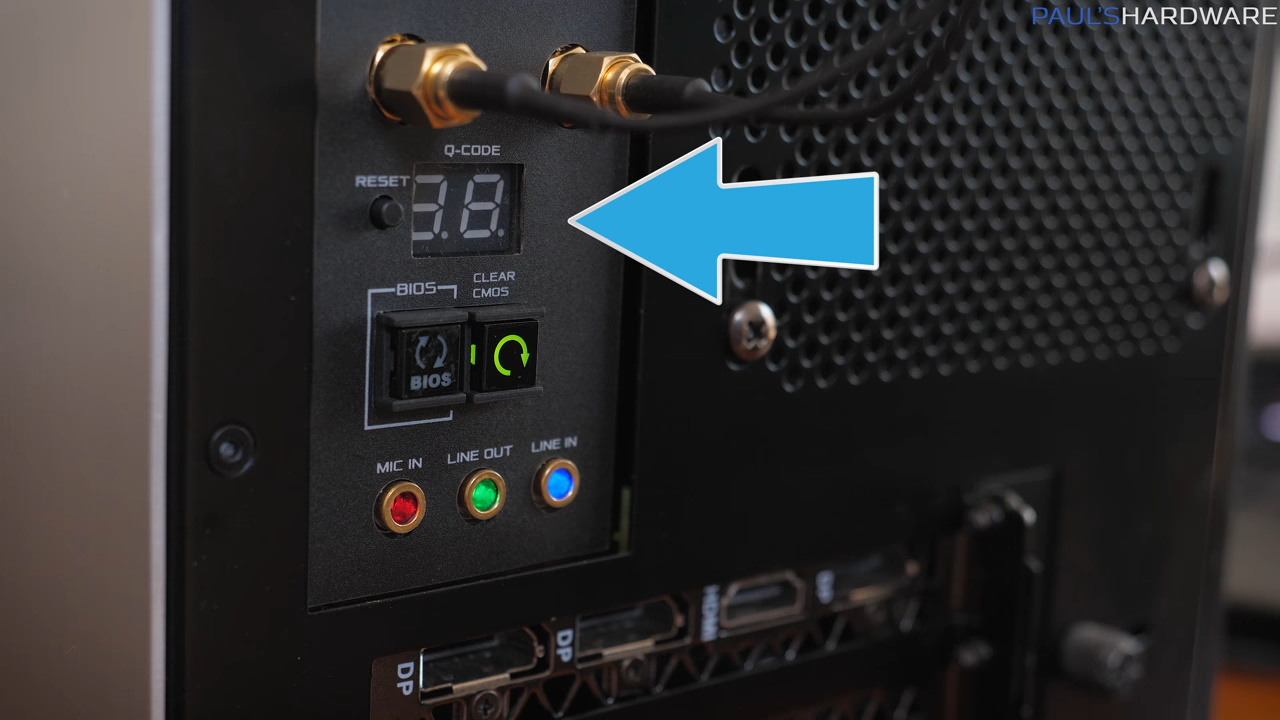 PAUL'SHARDWARE
Q-CODE
RESET
3.8.
BIOS
CLEAR
CMOS
BIOS
MIC IN
LINE OUT
LINE IN
DP
DP
HDMI
DP